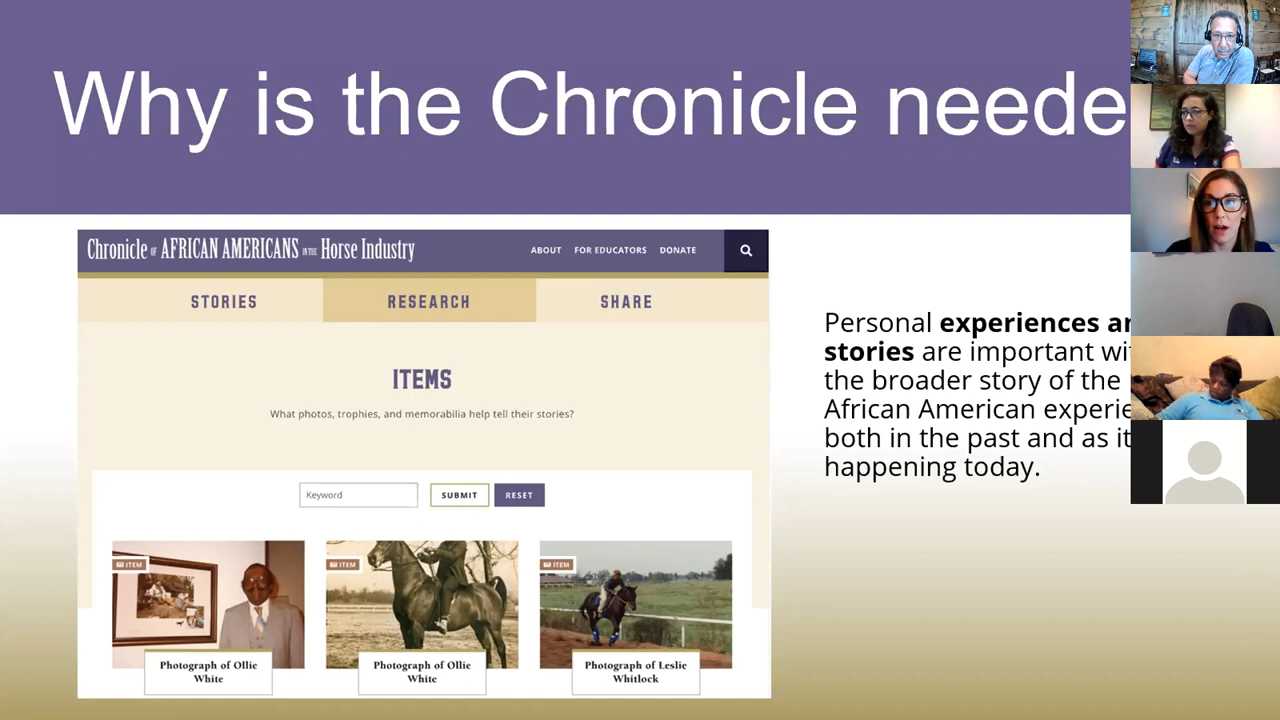 Why is the Chronicle neede
Chronicle OF AFRICAN AMERICANS IN THE Horse Industry
ABOUT FOR EDUCATORS DONATE
STORIES RESEARCH SHARE
ITEMS
What photos, trophies, and memorabilia help tell their stories?
Keyword SUBMIT RESET
ITEM ITEM ITEM
Photograph of Ollie White
Photograph of Ollie White
Photograph of Leslie Whitlock
Personal experiences an
stories are important wi
the broader story of the
African American experie
both in the past and as it
happening today.